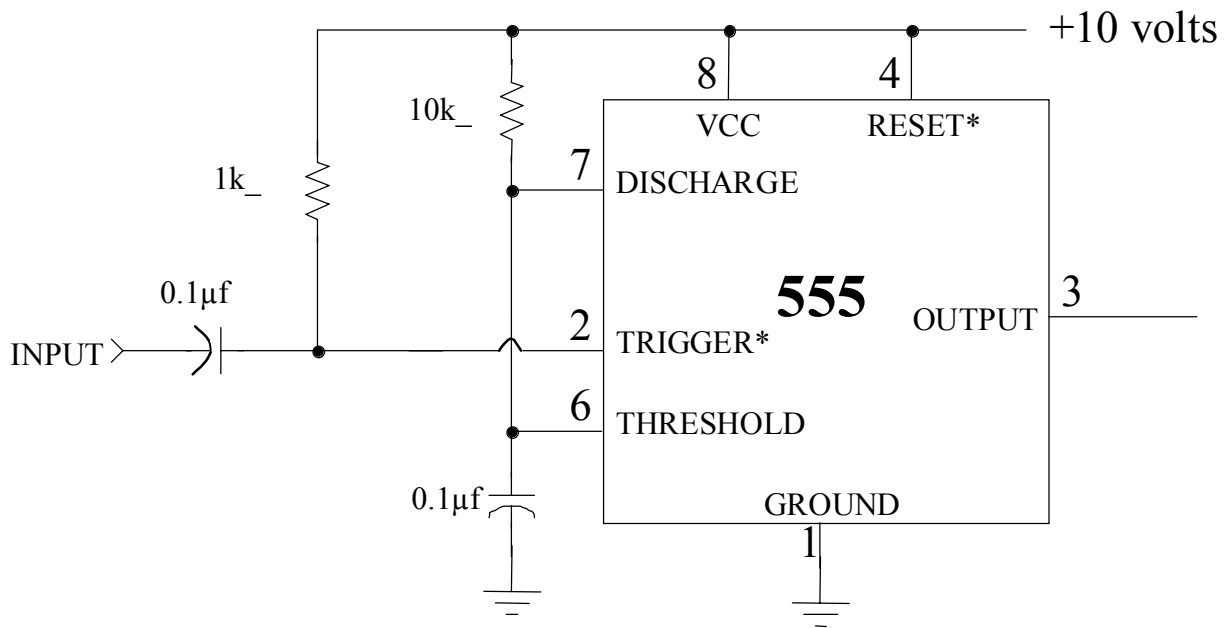 +10 volts
8
4
10k_
VCC
RESET*
1k_
7
DISCHARGE
0.1µf
555
3
INPUT
2
TRIGGER*
OUTPUT
6
THRESHOLD
0.1µf
GROUND
1